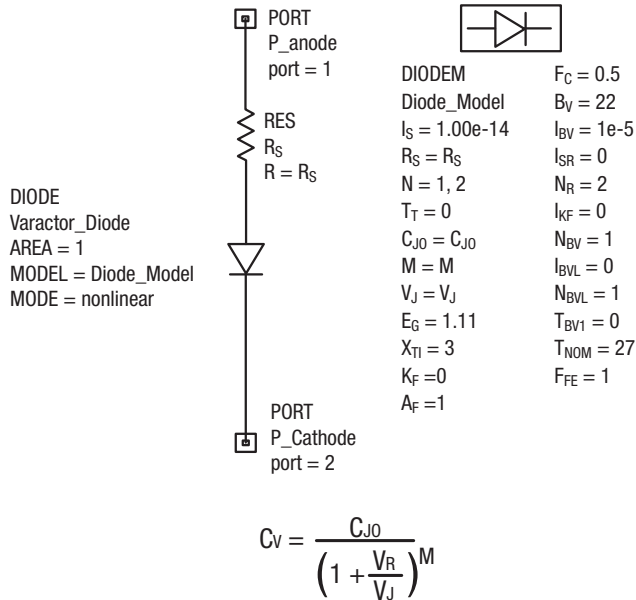 PORT
P_anode
port = 1
RES
R_S
R = R_S
DIODE
Varactor_Diode
AREA = 1
MODEL = Diode_Model
MODE = nonlinear
PORT
P_Cathode
port = 2
DIODEM
Diode_Model
I_S = 1.00e-14
R_S = R_S
N = 1, 2
T_T = 0
C_JO = C_JO
M = M
V_J = V_J
E_G = 1.11
X_TI = 3
K_F =0
A_F =1
F_C = 0.5
B_V = 22
I_BV = 1e-5
I_SR = 0
N_R = 2
I_KF = 0
N_BV = 1
I_BVL = 0
N_BVL = 1
T_BV1 = 0
T_NOM = 27
F_FE = 1
C_V = C_JO / (1 + V_R / V_J)^M